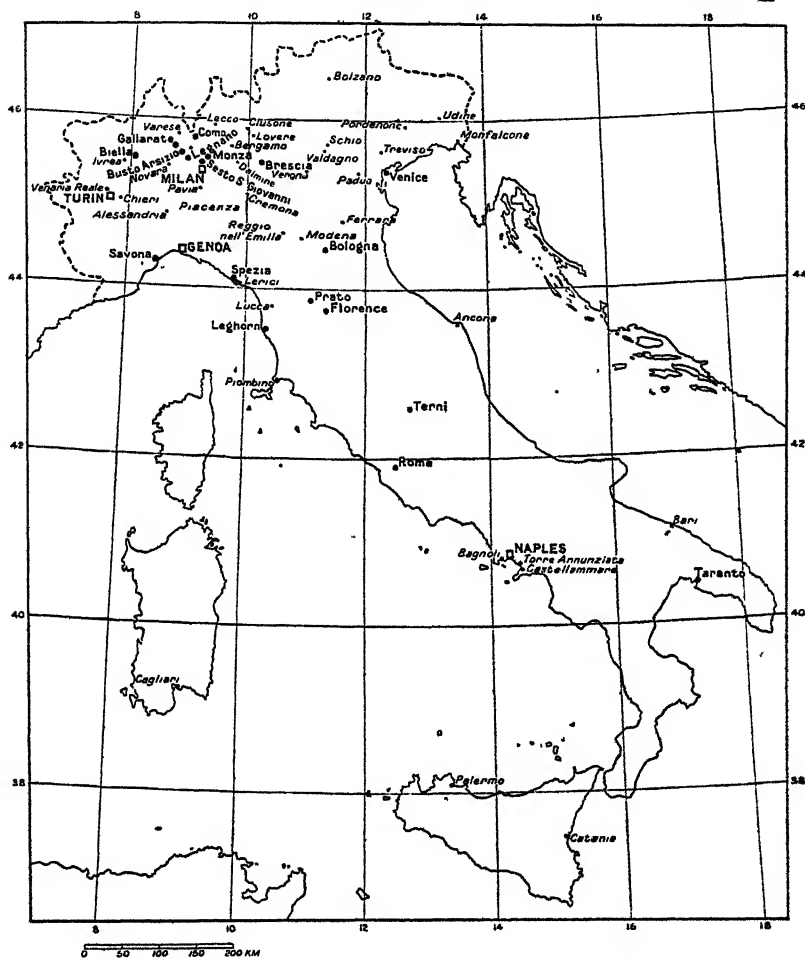 8 10 12 14 16 18
46 46
Bolzano
Lecco Clusone Udine
Varese Como Lovere Pordenone Monfalcone
Gallarate Legnano Bergamo Schio Treviso
Biella Monza Brescia Valdagno
Ivrea Busto Arsizio Dalmine Verona Padua Venice
Novara MILAN Sesto S. Giovanni
Venaria Reale Pavia
TURIN Chieri Cremona
Alessandria Piacenza Ferrara
Reggio nell'Emilia Modena
Savona GENOA Bologna
44 44
Spezia
Lerici
Prato
Lucca Florence
Leghorn Ancona
Piombino
Terni
42 42
Roma
Bari
Bagnoli NAPLES
Torre Annunziata
Castellammare Taranto
40 40
Cagliari
38 38
Palermo
Catania
8 10 12 14 16 18
0 50 100 150 200 KM